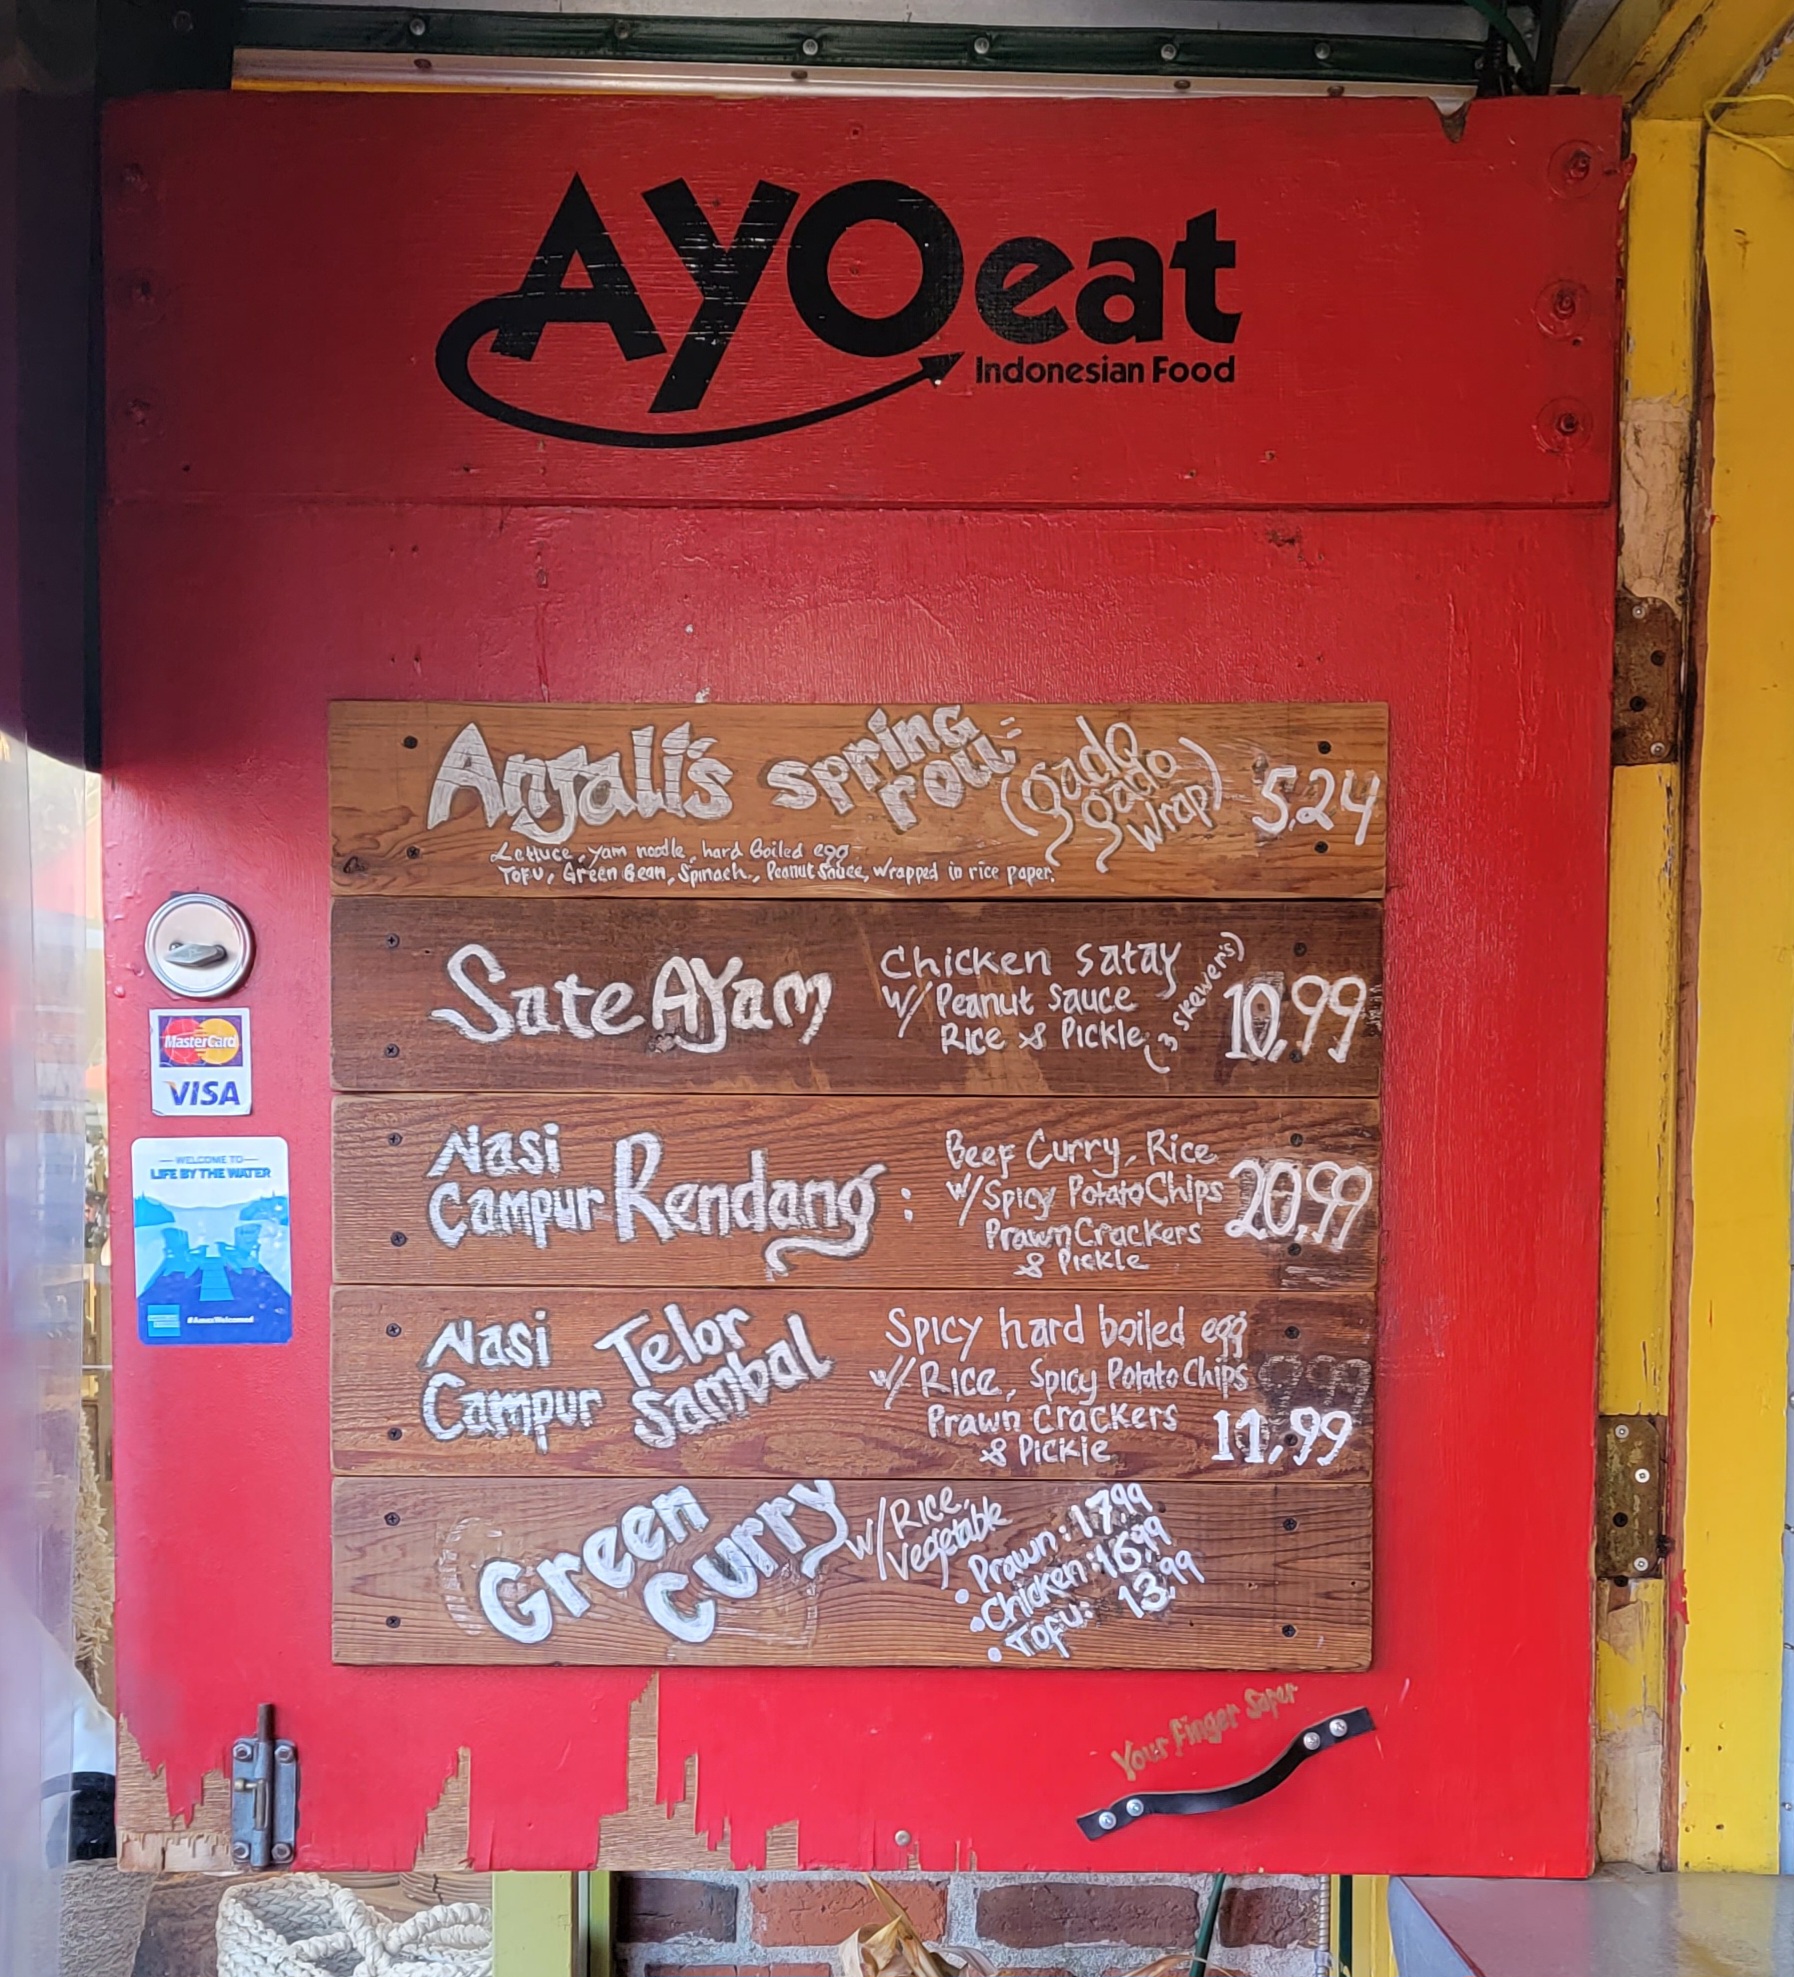 AYOeat
Indonesian Food
Anjali's spring roll (gado gado wrap) 5,24
Lettuce, yam noodle, hard boiled egg
Tofu, Green Bean, Spinach, Peanut Sauce, wrapped in rice paper.
Sate AYam
Chicken satay
w/ Peanut sauce
Rice & Pickle (3 skewers)
10,99
Nasi
Campur Rendang :
Beef Curry, Rice
w/ Spicy Potato Chips
Prawn Crackers
& Pickle
20,99
Nasi
Campur
Telor
Sambal
Spicy hard boiled egg
w/ Rice, Spicy Potato Chips
Prawn Crackers
& Pickle
11,99
Green
Curry
w/ Rice,
Vegetable
• Prawn: 17.99
• Chicken: 16.99
• Tofu: 13.99
MasterCard
VISA
WELCOME TO
LIFE BY THE WATER
#AmexWelcomed
Your finger Saper